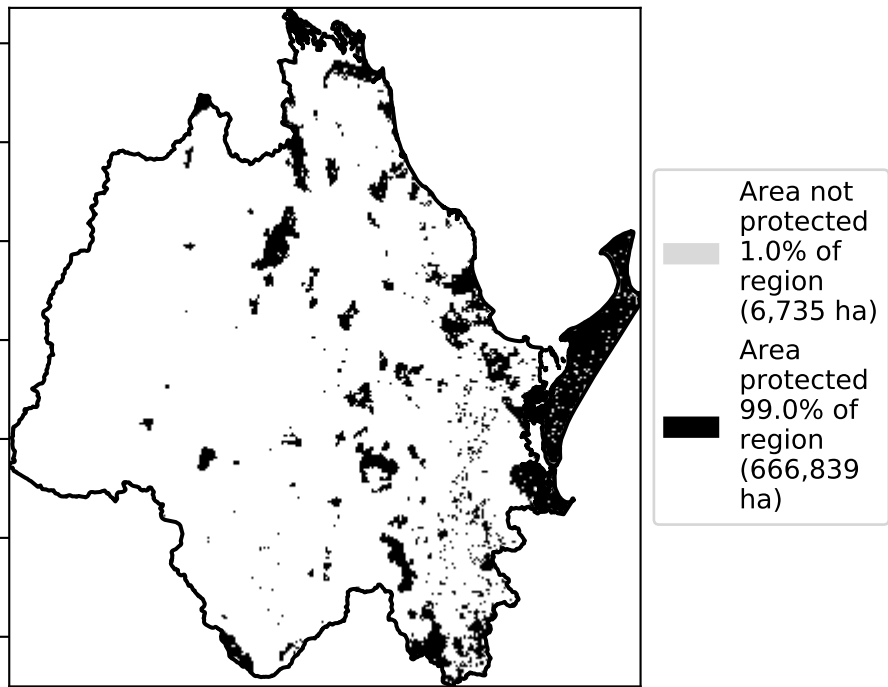 Area not
protected
1.0% of
region
(6,735 ha)
Area
protected
99.0% of
region
(666,839
ha)